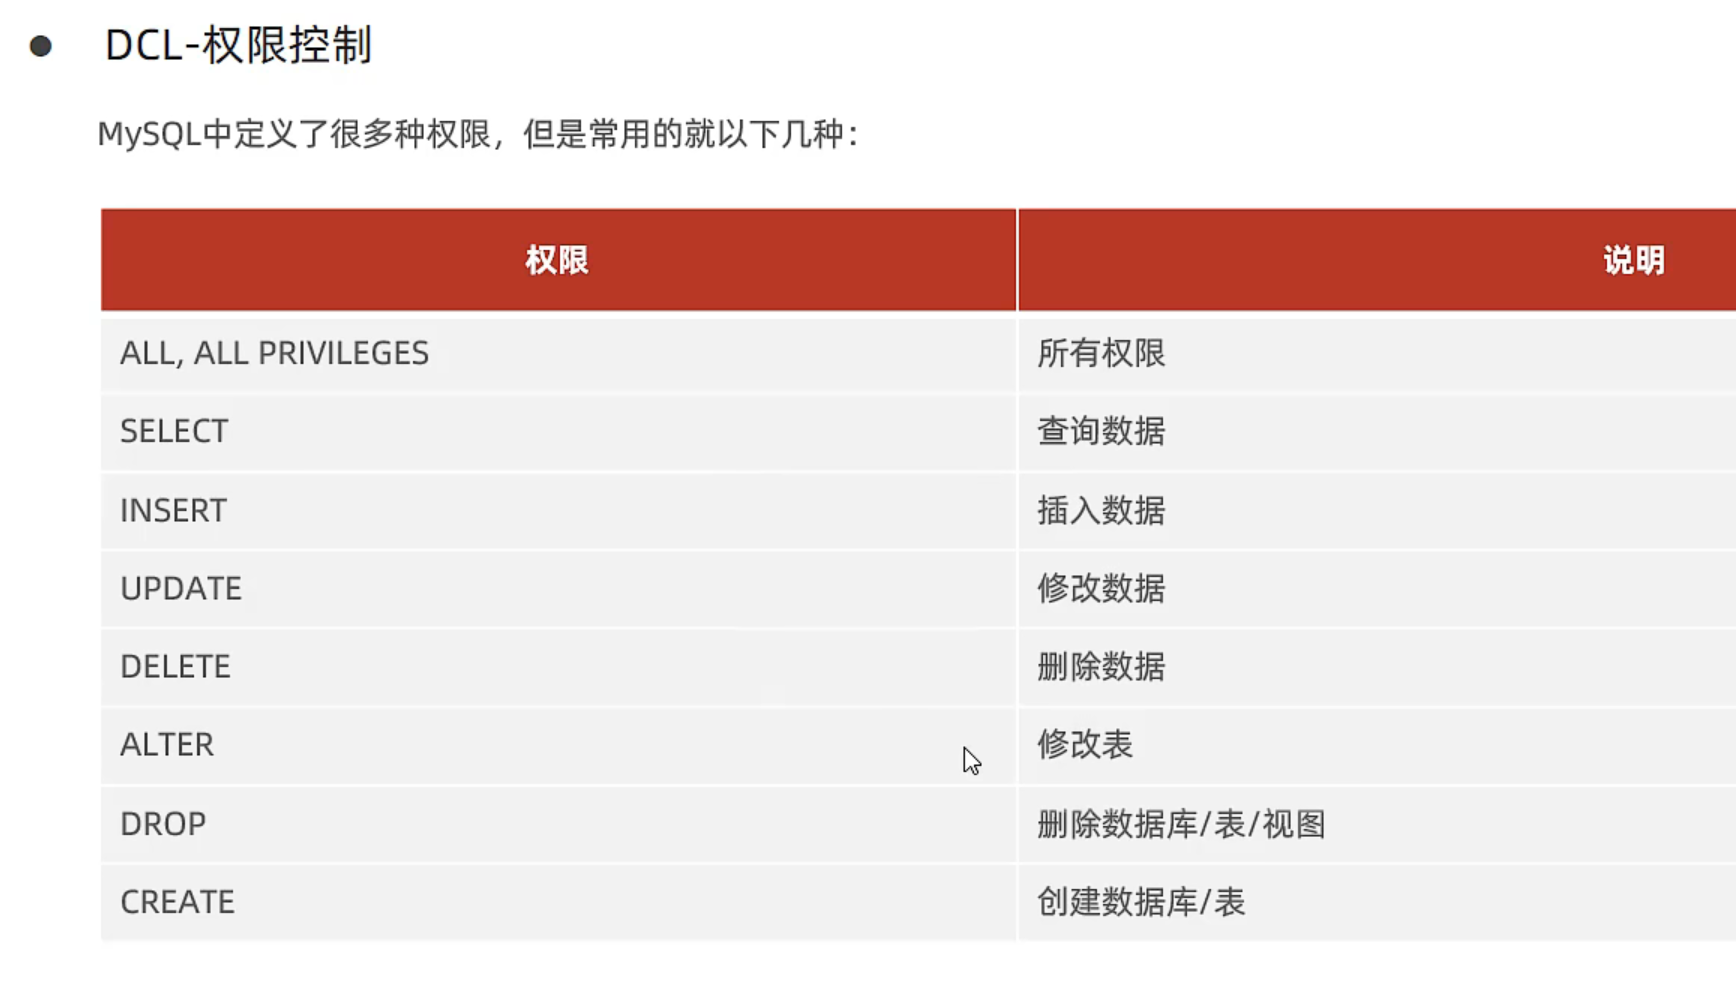 DCL-权限控制
MySQL中定义了很多种权限，但是常用的就以下几种：
权限 说明
ALL, ALL PRIVILEGES 所有权限
SELECT 查询数据
INSERT 插入数据
UPDATE 修改数据
DELETE 删除数据
ALTER 修改表
DROP 删除数据库/表/视图
CREATE 创建数据库/表